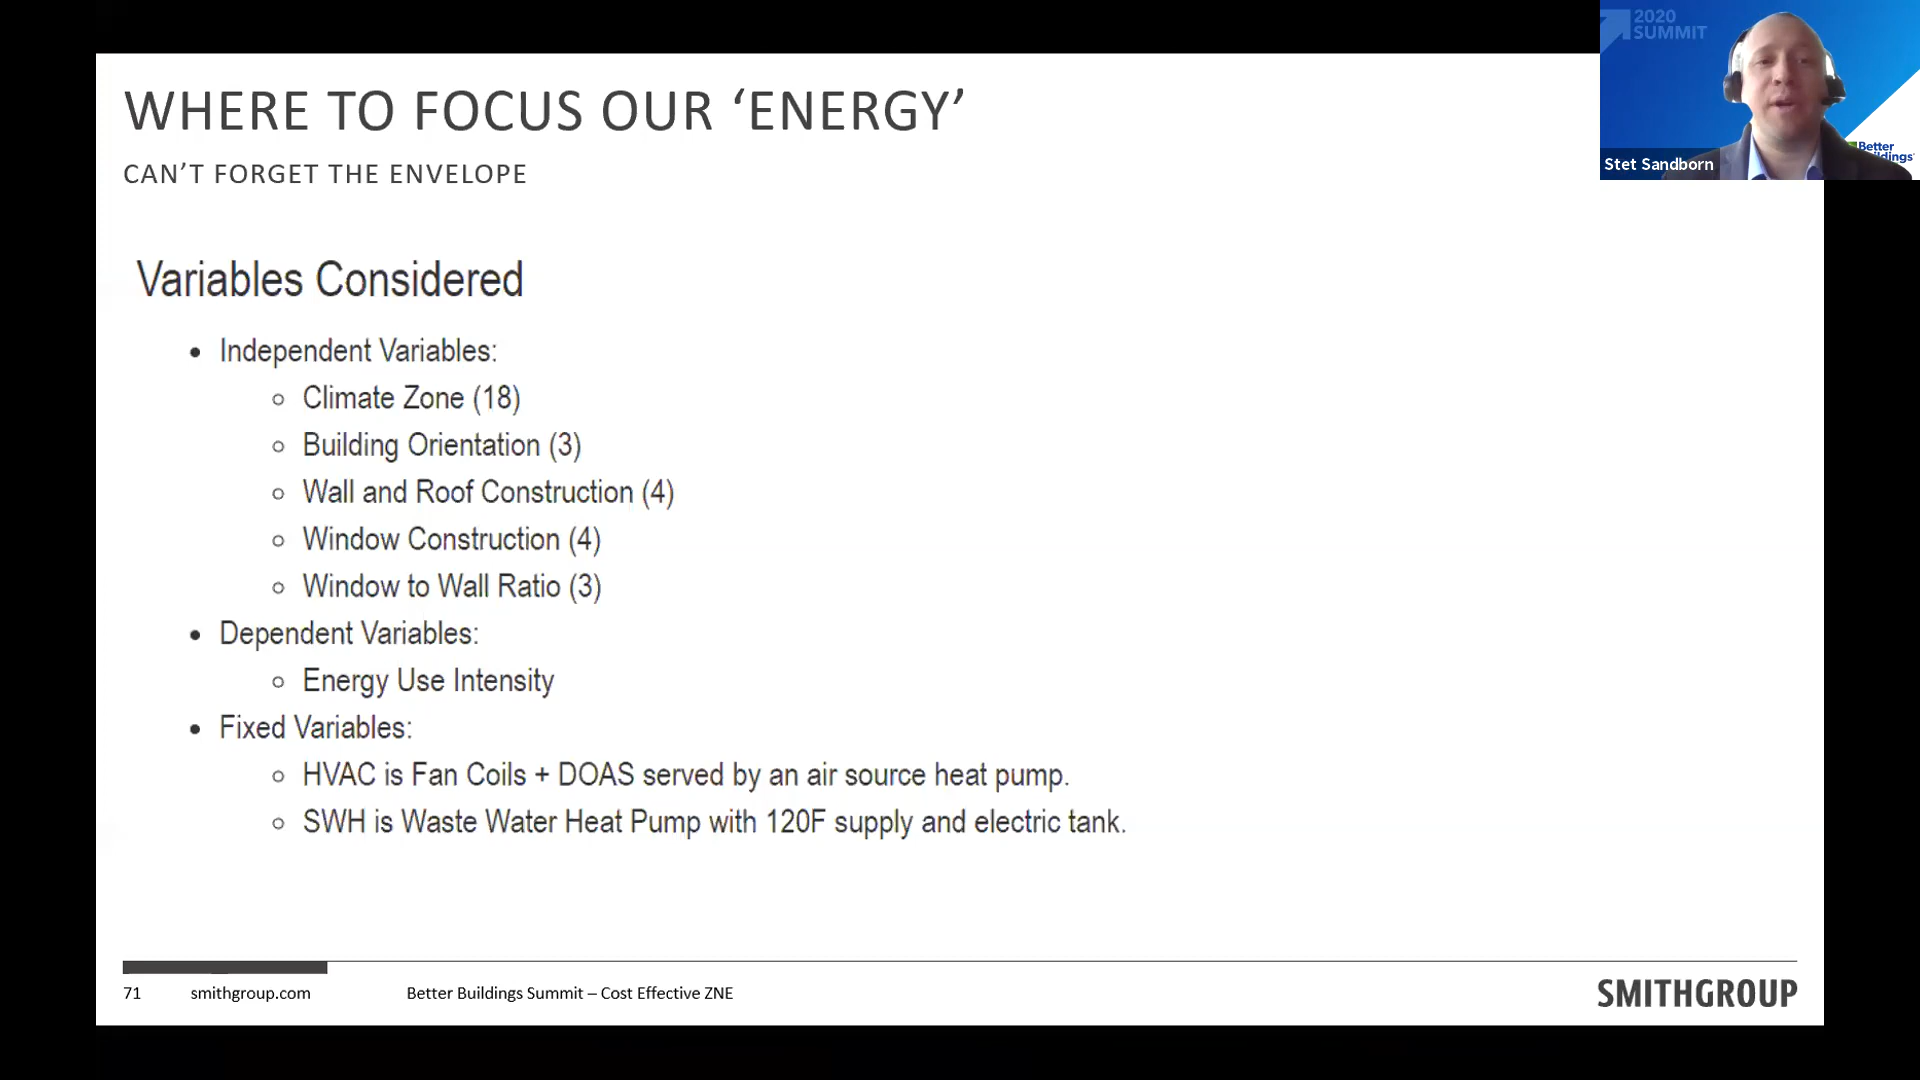 WHERE TO FOCUS OUR ‘ENERGY’
CAN’T FORGET THE ENVELOPE
2020
SUMMIT
Better
Stet Sandborn
Variables Considered
• Independent Variables:
○ Climate Zone (18)
○ Building Orientation (3)
○ Wall and Roof Construction (4)
○ Window Construction (4)
○ Window to Wall Ratio (3)
• Dependent Variables:
○ Energy Use Intensity
• Fixed Variables:
○ HVAC is Fan Coils + DOAS served by an air source heat pump.
○ SWH is Waste Water Heat Pump with 120F supply and electric tank.
71 smithgroup.com Better Buildings Summit – Cost Effective ZNE SMITHGROUP